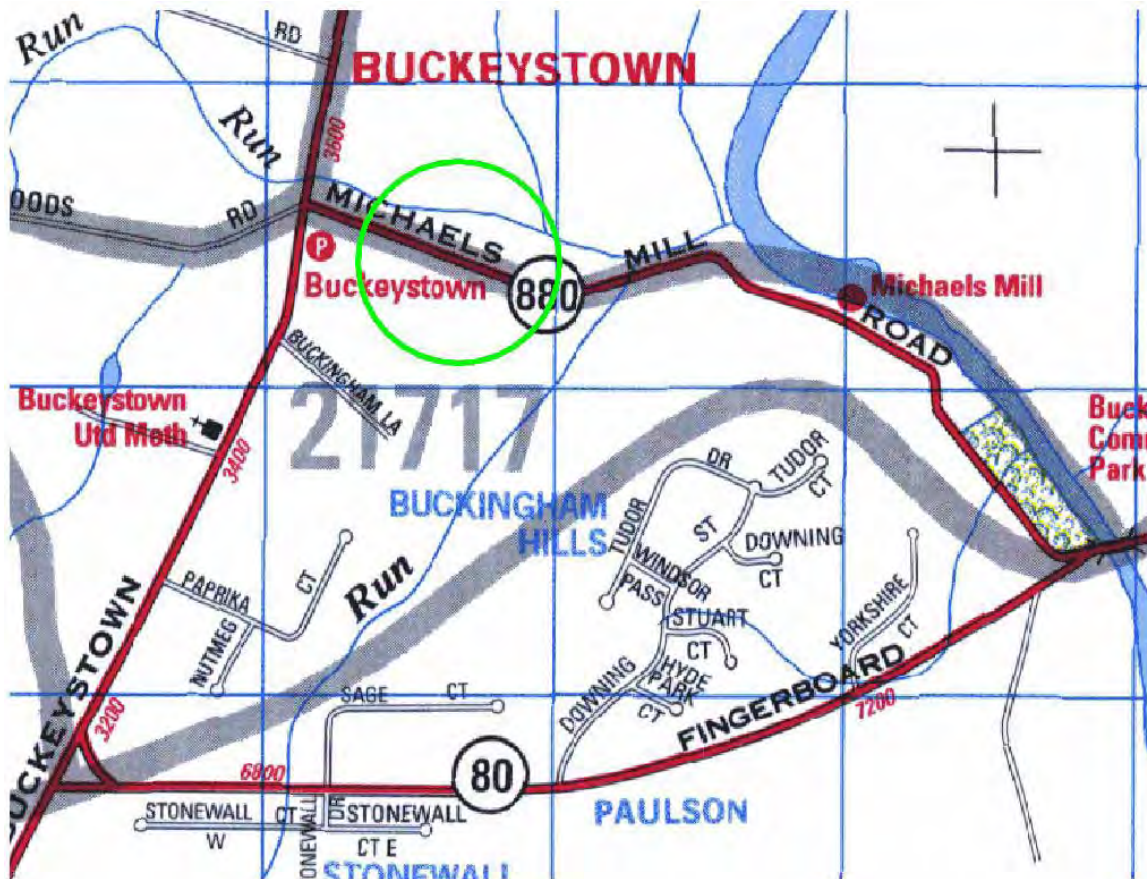 Run
RD
BUCKEYSTOWN
Run
3600
OODS RD
MICHAELS MILL ROAD
P
Buckeystown
880
Michaels Mill
BUCKINGHAM LA
21717
Buckeystown
Utd Meth
3400
Buck
Comm
Park
BUCKINGHAM
HILLS
TUDOR DR
TUDOR CT
WINDSOR PASS
DOWNING ST
DOWNING CT
STUART CT
HYDE PARK CT
YORKSHIRE CT
PAPRIKA CT
NUTMEG
Run
BUCKEYSTOWN
3200
SAGE CT
FINGERBOARD
7200
6800
80
STONEWALL CT W
ONEWALL DR
STONEWALL CT E
PAULSON
STONEWALL